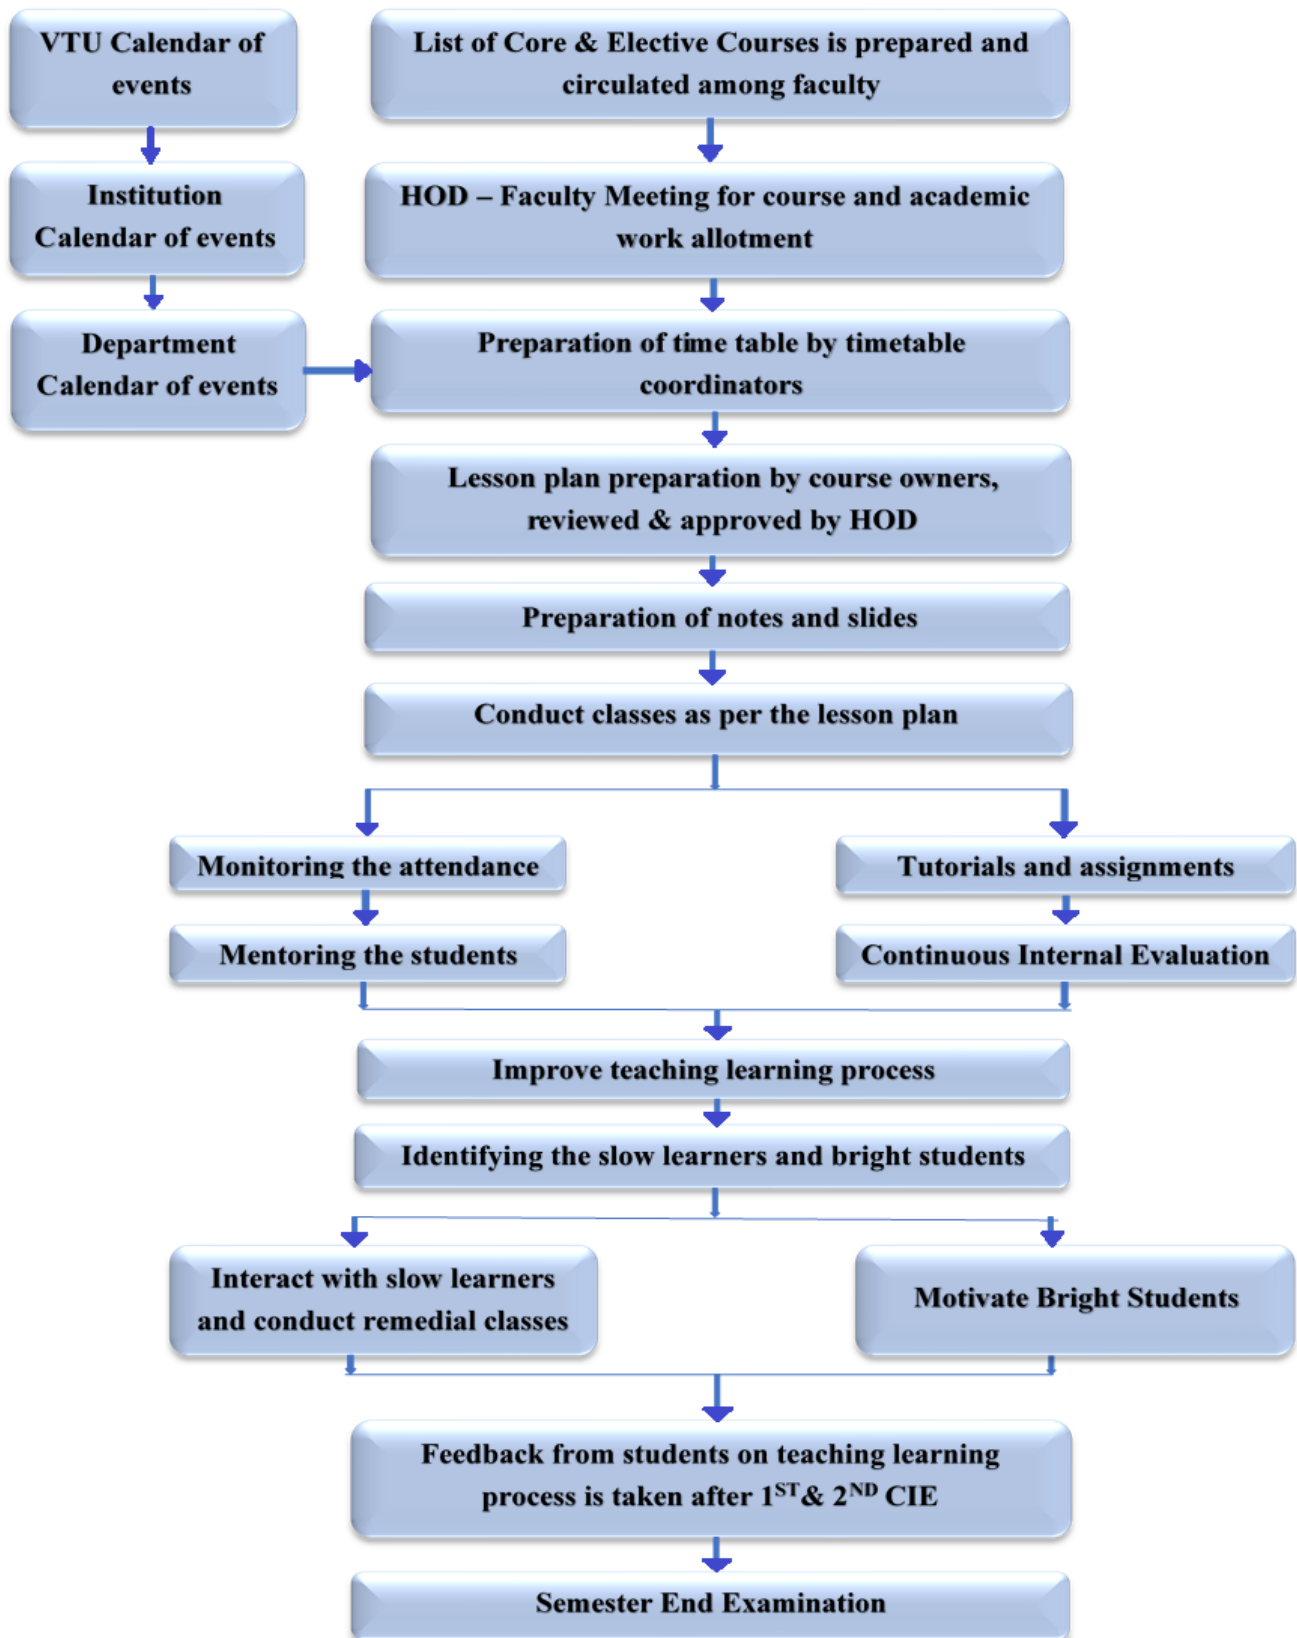 VTU Calendar of
events
List of Core & Elective Courses is prepared and
circulated among faculty
Institution
Calendar of events
HOD – Faculty Meeting for course and academic
work allotment
Department
Calendar of events
Preparation of time table by timetable
coordinators
Lesson plan preparation by course owners,
reviewed & approved by HOD
Preparation of notes and slides
Conduct classes as per the lesson plan
Monitoring the attendance
Tutorials and assignments
Mentoring the students
Continuous Internal Evaluation
Improve teaching learning process
Identifying the slow learners and bright students
Interact with slow learners
and conduct remedial classes
Motivate Bright Students
Feedback from students on teaching learning
process is taken after 1ST & 2ND CIE
Semester End Examination